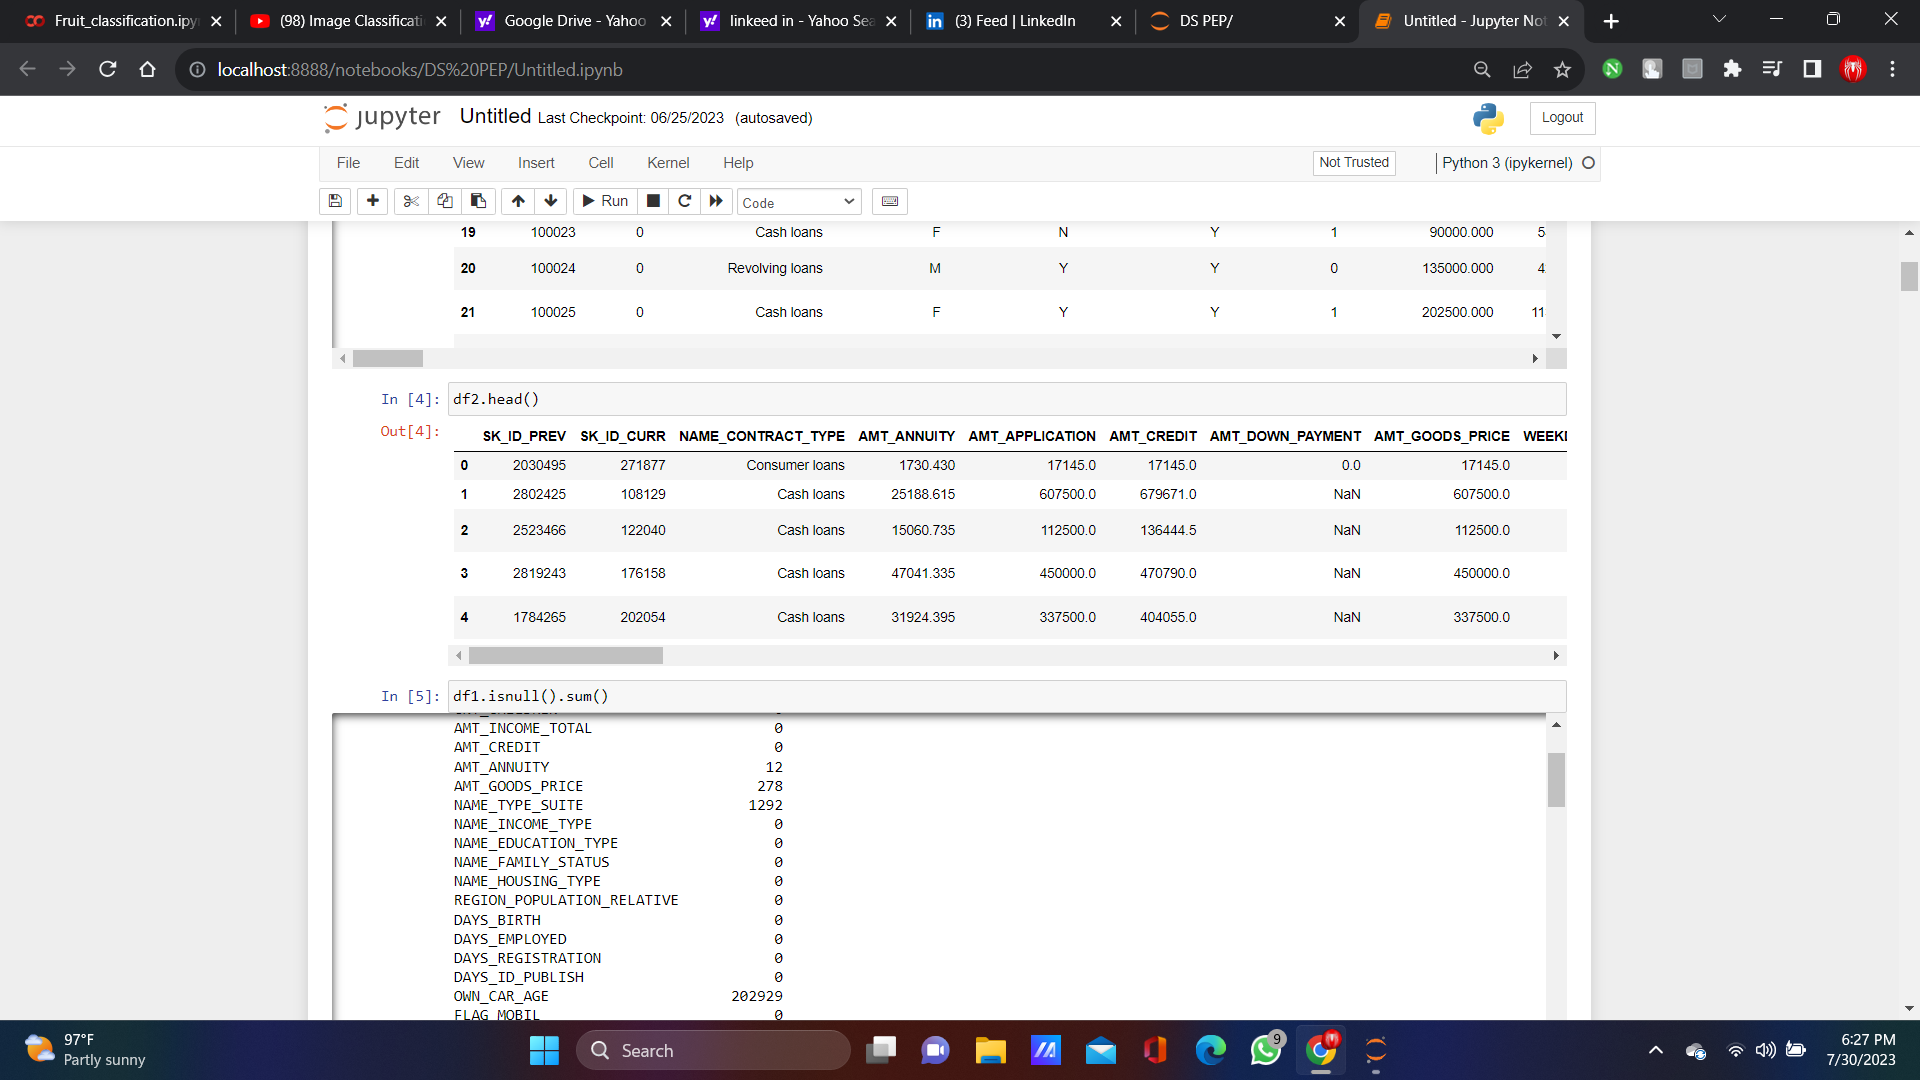 Fruit_classification.ipy
(98) Image Classificati
Google Drive - Yahoo
linkeed in - Yahoo Sea
(3) Feed | LinkedIn
DS PEP/
Untitled - Jupyter Not
localhost:8888/notebooks/DS%20PEP/Untitled.ipynb
jupyter Untitled Last Checkpoint: 06/25/2023 (autosaved)
Logout
File Edit View Insert Cell Kernel Help
Not Trusted
Python 3 (ipykernel)
Run
Code
19 100023 0 Cash loans F N Y 1 90000.000 5
20 100024 0 Revolving loans M Y Y 0 135000.000 4
21 100025 0 Cash loans F Y Y 1 202500.000 11
In [4]: df2.head()
Out[4]:
SK_ID_PREV SK_ID_CURR NAME_CONTRACT_TYPE AMT_ANNUITY AMT_APPLICATION AMT_CREDIT AMT_DOWN_PAYMENT AMT_GOODS_PRICE WEEKD
0 2030495 271877 Consumer loans 1730.430 17145.0 17145.0 0.0 17145.0
1 2802425 108129 Cash loans 25188.615 607500.0 679671.0 NaN 607500.0
2 2523466 122040 Cash loans 15060.735 112500.0 136444.5 NaN 112500.0
3 2819243 176158 Cash loans 47041.335 450000.0 470790.0 NaN 450000.0
4 1784265 202054 Cash loans 31924.395 337500.0 404055.0 NaN 337500.0
In [5]: df1.isnull().sum()
AMT_INCOME_TOTAL 0
AMT_CREDIT 0
AMT_ANNUITY 12
AMT_GOODS_PRICE 278
NAME_TYPE_SUITE 1292
NAME_INCOME_TYPE 0
NAME_EDUCATION_TYPE 0
NAME_FAMILY_STATUS 0
NAME_HOUSING_TYPE 0
REGION_POPULATION_RELATIVE 0
DAYS_BIRTH 0
DAYS_EMPLOYED 0
DAYS_REGISTRATION 0
DAYS_ID_PUBLISH 0
OWN_CAR_AGE 202929
FLAG_MOBIL 0
97°F
Partly sunny
Search
9
6:27 PM
7/30/2023